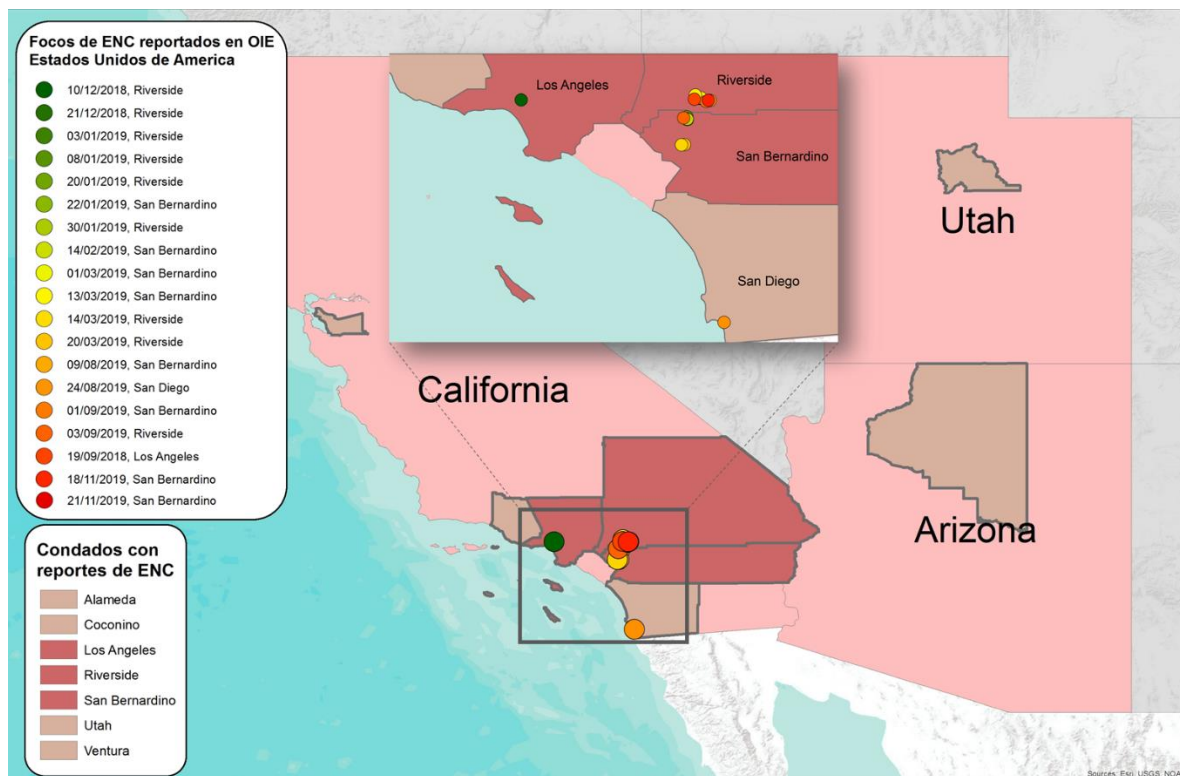 Focos de ENC reportados en OIE
Estados Unidos de America
10/12/2018, Riverside
21/12/2018, Riverside
03/01/2019, Riverside
08/01/2019, Riverside
20/01/2019, Riverside
22/01/2019, San Bernardino
30/01/2019, Riverside
14/02/2019, San Bernardino
01/03/2019, San Bernardino
13/03/2019, San Bernardino
14/03/2019, Riverside
20/03/2019, Riverside
09/08/2019, San Bernardino
24/08/2019, San Diego
01/09/2019, San Bernardino
03/09/2019, Riverside
19/09/2018, Los Angeles
18/11/2019, San Bernardino
21/11/2019, San Bernardino
Condados con
reportes de ENC
Alameda
Coconino
Los Angeles
Riverside
San Bernardino
Utah
Ventura
Los Angeles
Riverside
San Bernardino
San Diego
California
Utah
Arizona
Sources: Esri, USGS, NOA